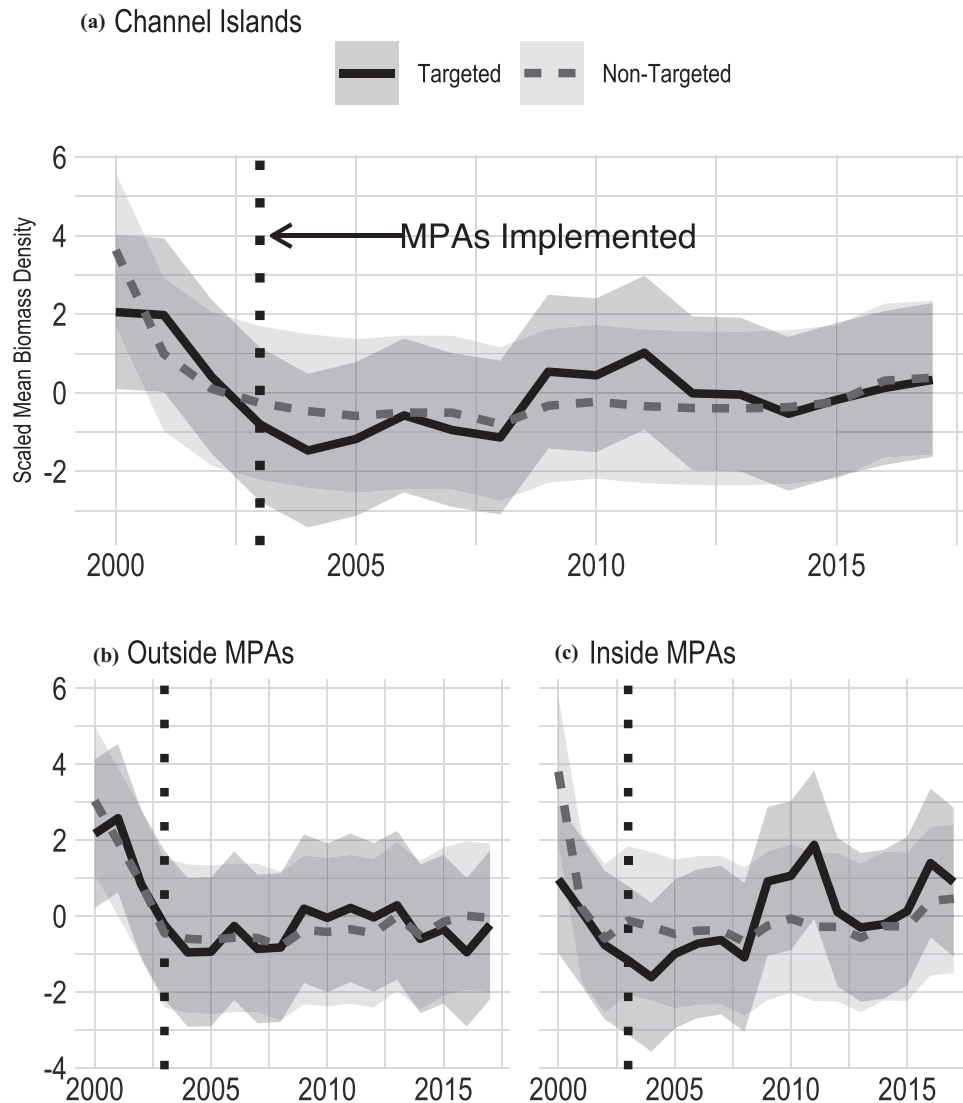 (a) Channel Islands
Targeted Non-Targeted
6
4
2
0
-2
Scaled Mean Biomass Density
MPAs Implemented
2000 2005 2010 2015
(b) Outside MPAs
(c) Inside MPAs
6
4
2
0
-2
-4
2000 2005 2010 2015
2000 2005 2010 2015